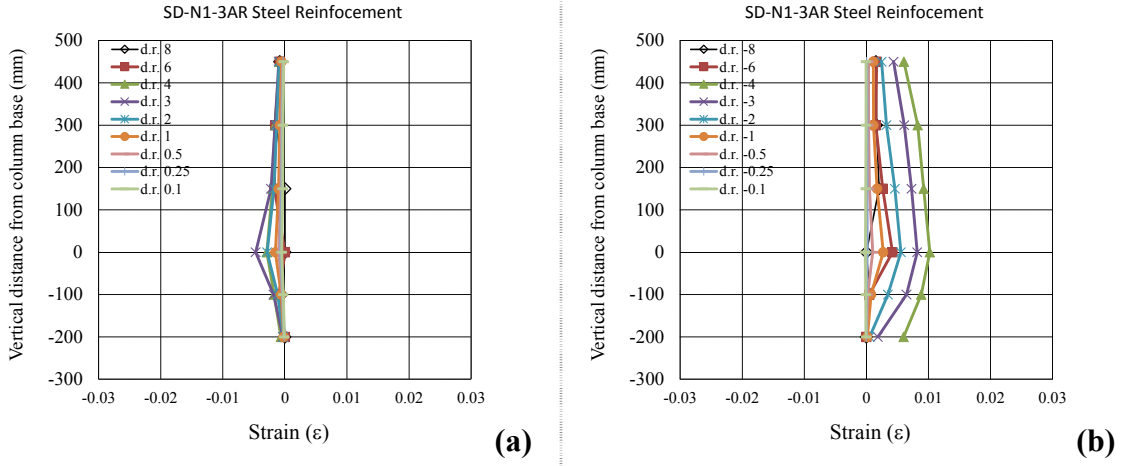 SD-N1-3AR Steel Reinfocement
Vertical distance from column base (mm)
500
400
300
200
100
0
-100
-200
-300
d.r. 8
d.r. 6
d.r. 4
d.r. 3
d.r. 2
d.r. 1
d.r. 0.5
d.r. 0.25
d.r. 0.1
-0.03 -0.02 -0.01 0 0.01 0.02 0.03
Strain (ε)
(a)
SD-N1-3AR Steel Reinfocement
Vertical distance from column base (mm)
500
400
300
200
100
0
-100
-200
-300
d.r. -8
d.r. -6
d.r. -4
d.r. -3
d.r. -2
d.r. -1
d.r. -0.5
d.r. -0.25
d.r. -0.1
-0.03 -0.02 -0.01 0 0.01 0.02 0.03
Strain (ε)
(b)